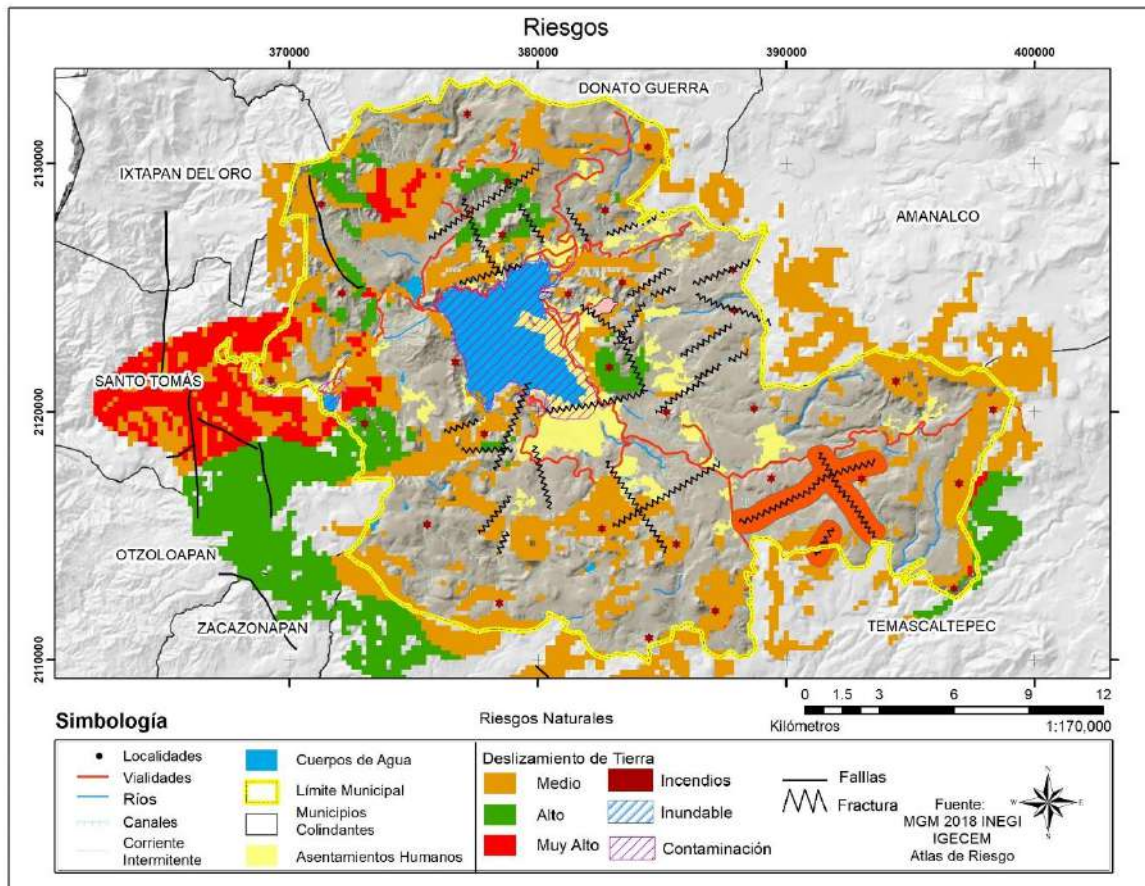 Riesgos
370000
380000
390000
400000
DONATO GUERRA
2130000
IXTAPAN DEL ORO
AMANALCO
SANTO TOMÁS
2120000
OTZOLOAPAN
ZACAZONAPAN
TEMASCALTEPEC
2110000
0 1.5 3 6 9 12
Kilómetros
1:170,000
Simbología
Riesgos Naturales
Localidades
Vialidades
Ríos
Canales
Corriente
Intermitente
Cuerpos de Agua
Límite Municipal
Municipios
Colindantes
Asentamientos Humanos
Deslizamiento de Tierra
Medio
Alto
Muy Alto
Incendios
Inundable
Contaminación
Fallas
Fractura
Fuente:
MGM 2018 INEGI
IGECEM
Atlas de Riesgo
N
W
E
S